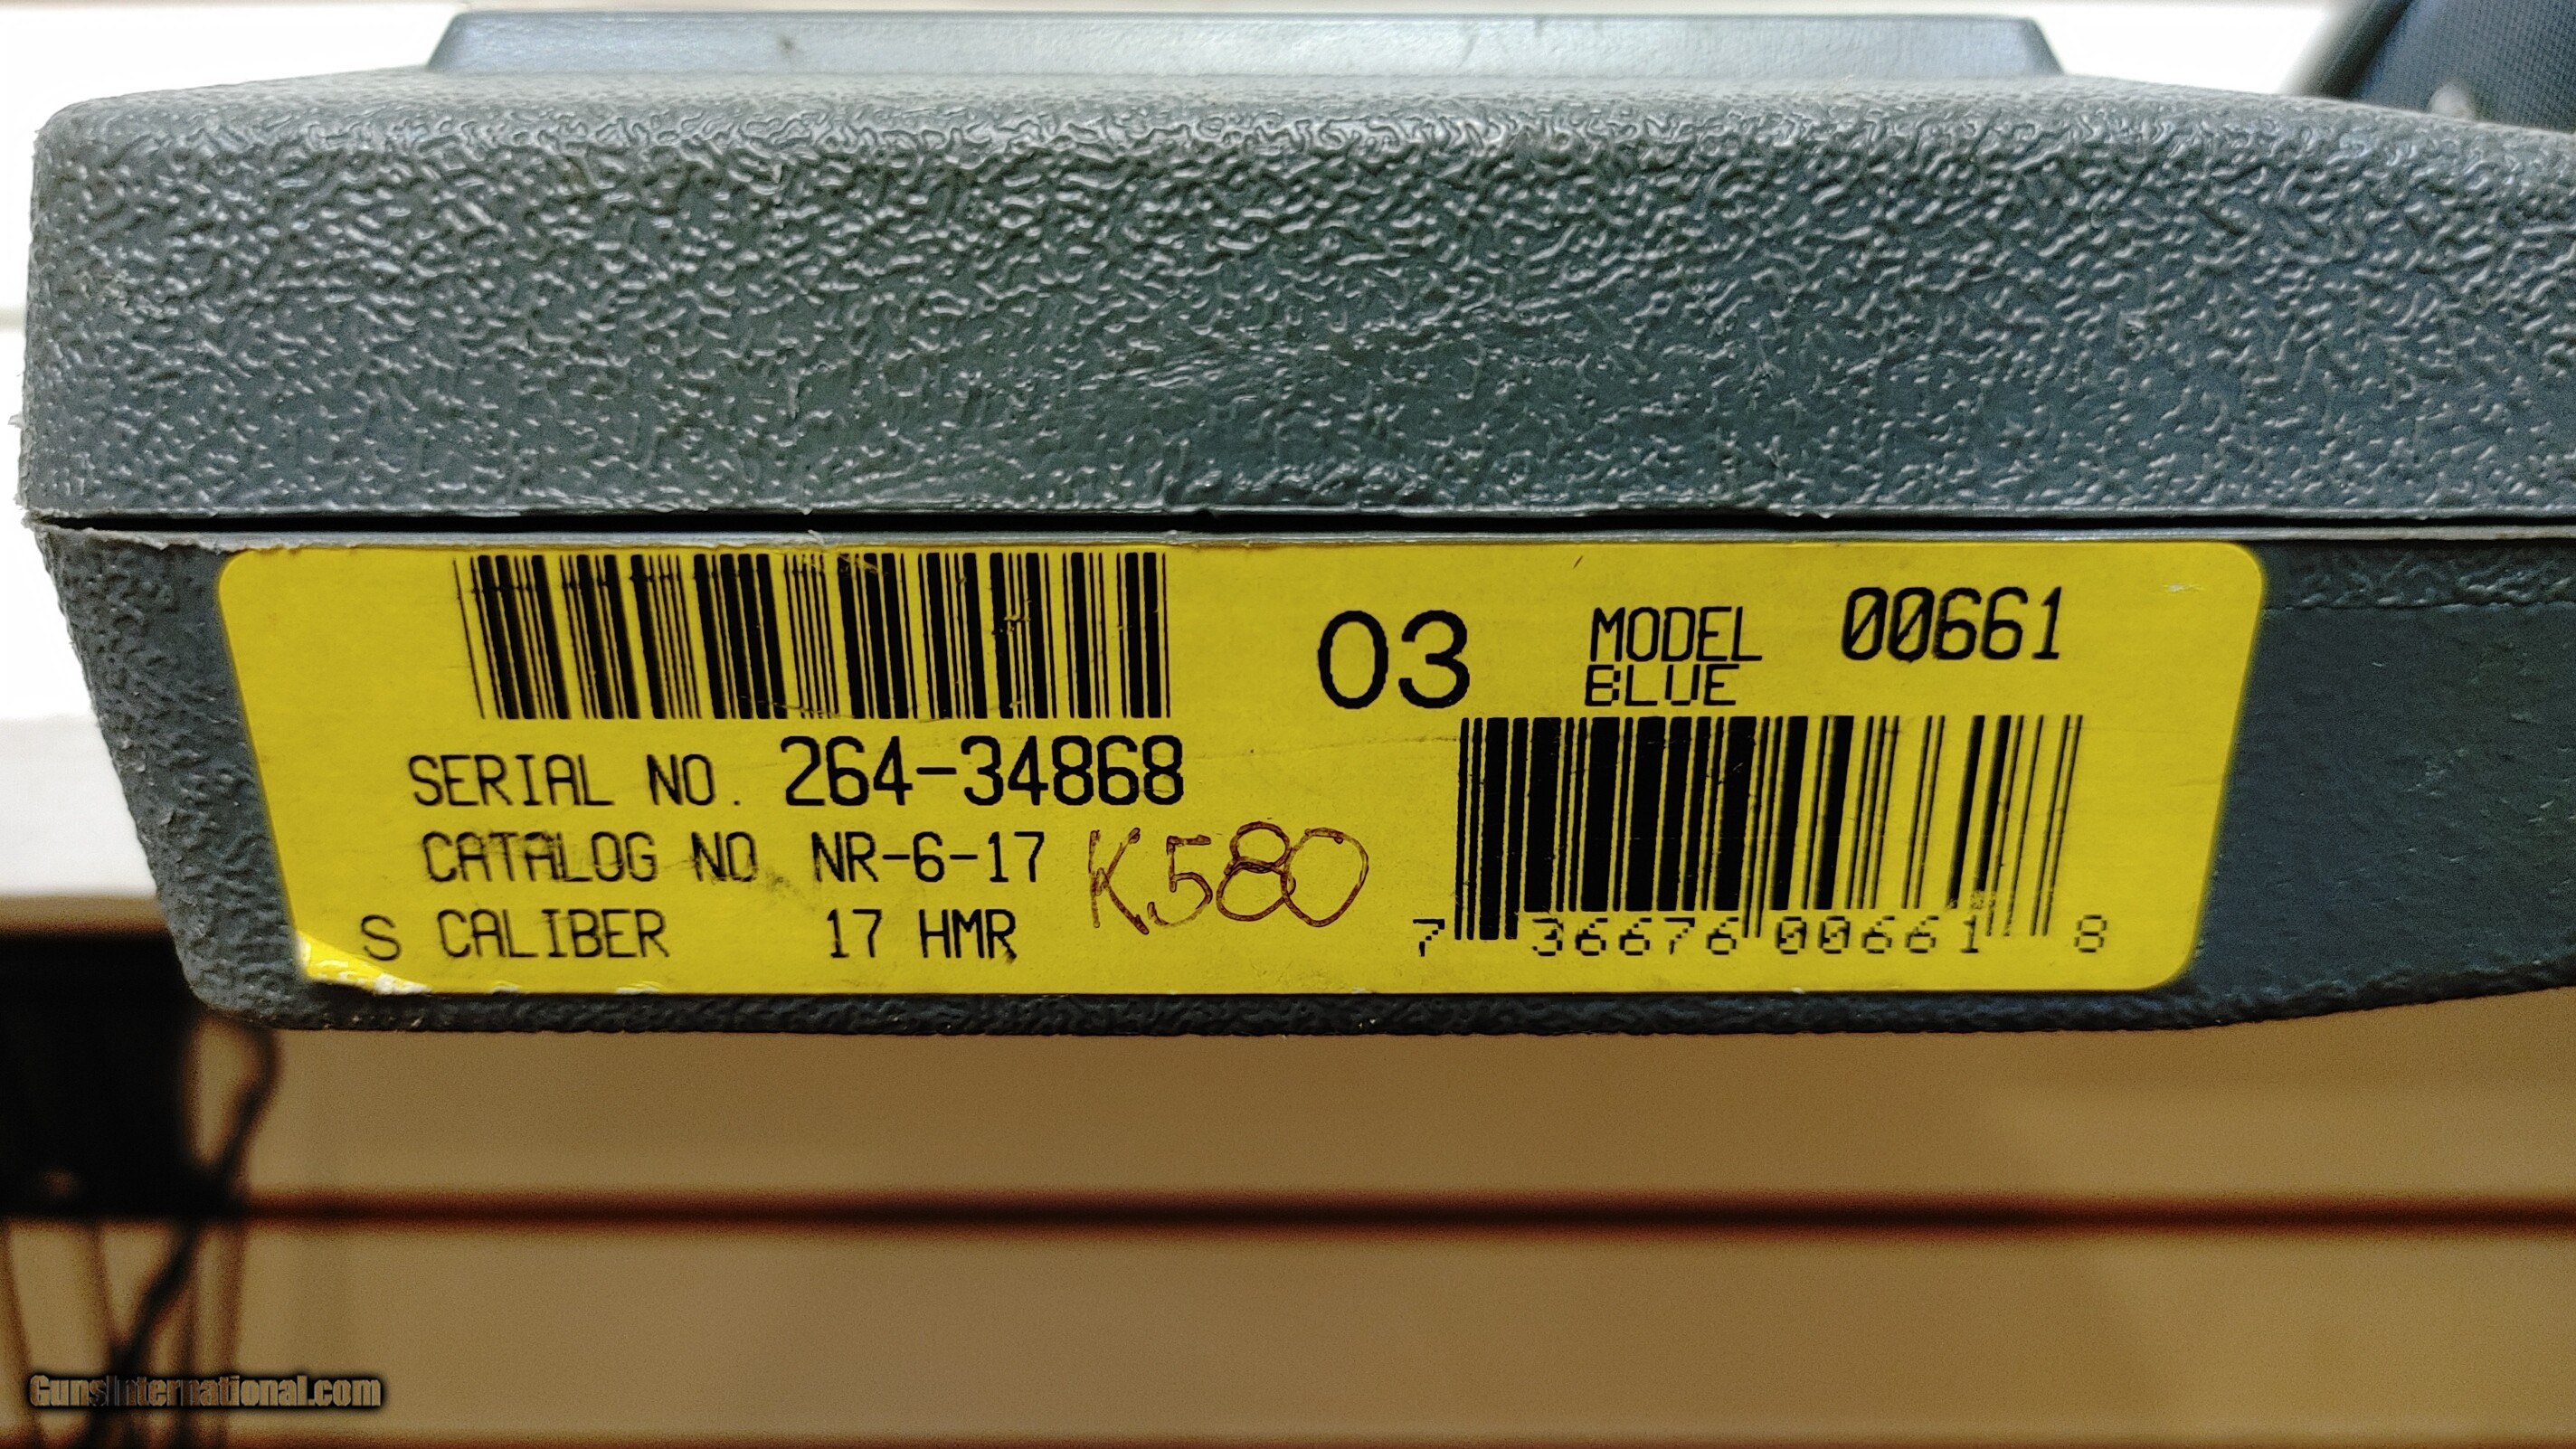 03
MODEL 00661
BLUE
SERIAL NO. 264-34868
CATALOG NO NR-6-17 K580
S CALIBER 17 HMR
7 36676 00661 8
GunsInternational.com